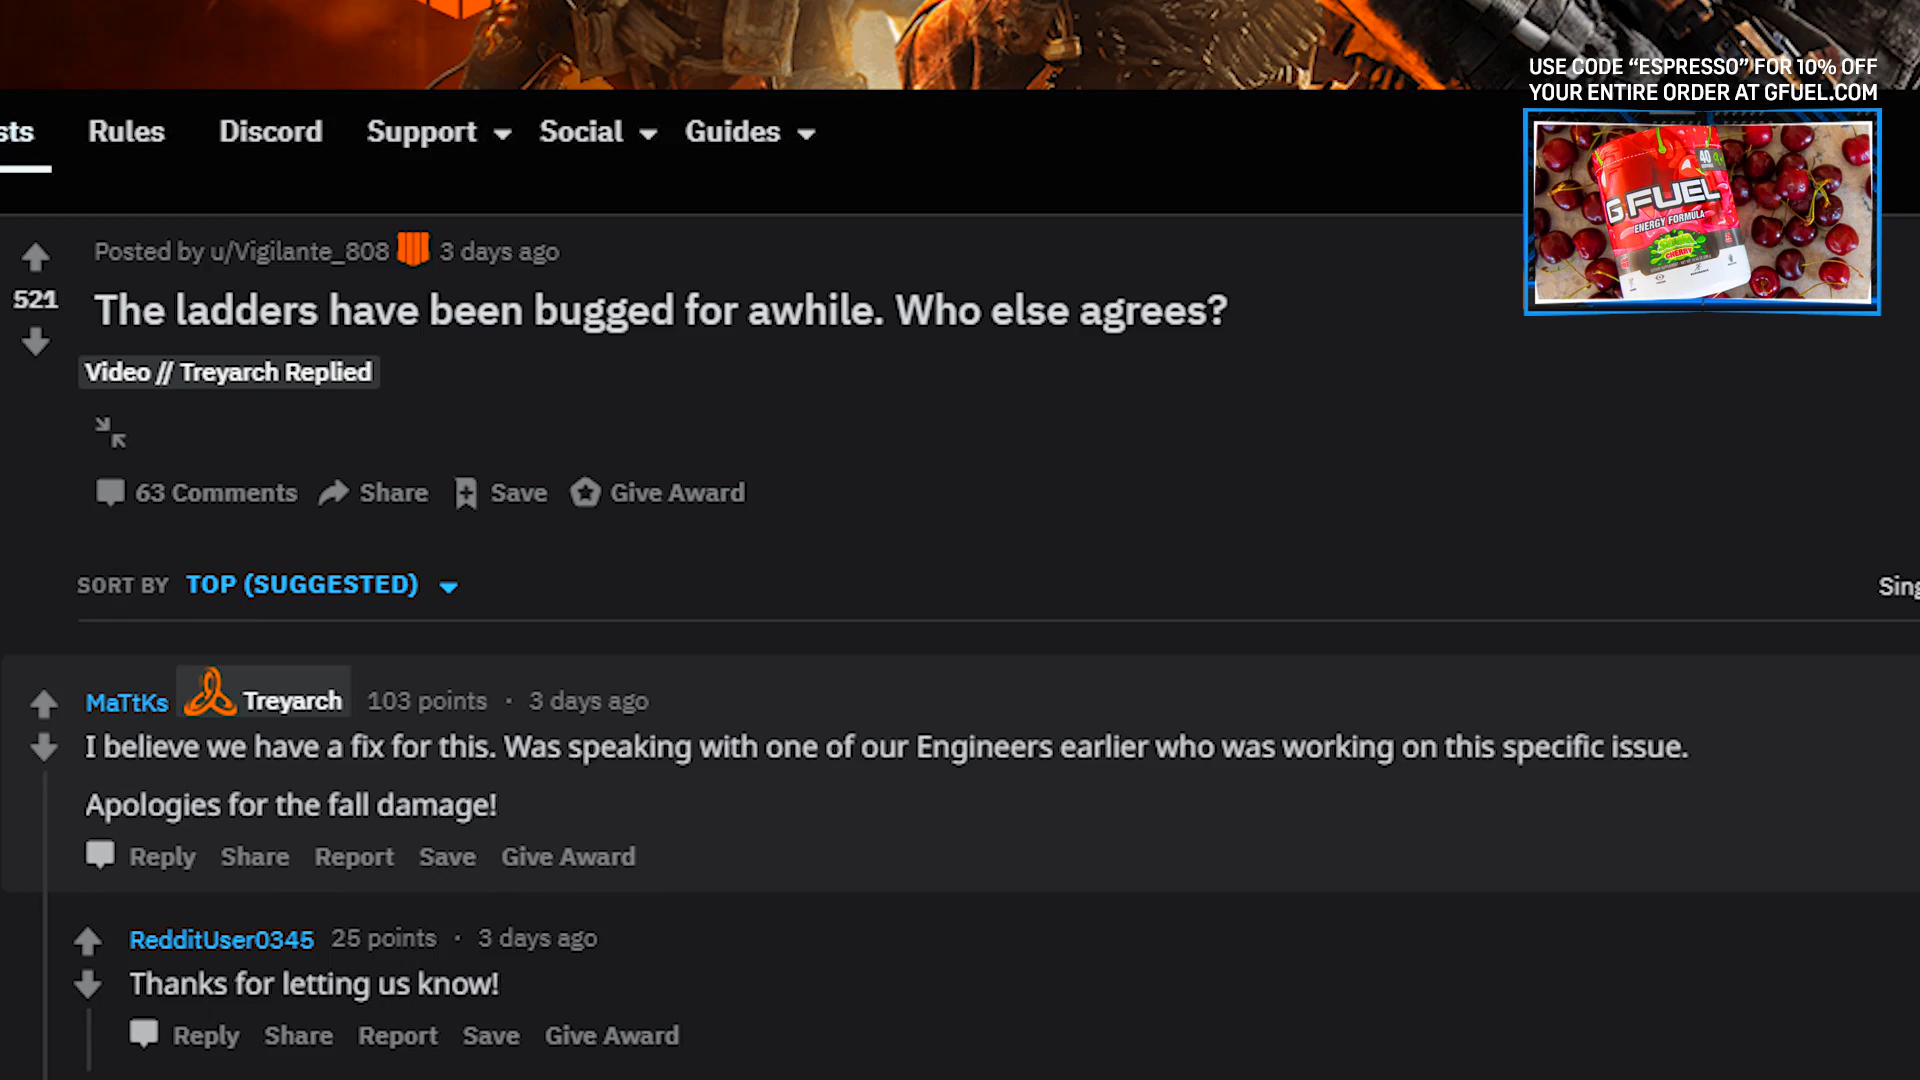 USE CODE “ESPRESSO” FOR 10% OFF
YOUR ENTIRE ORDER AT GFUEL.COM
sts Rules Discord Support Social Guides
40
G FUEL
ENERGY FORMULA
CHERRY
Posted by u/Vigilante_808 3 days ago
521
The ladders have been bugged for awhile. Who else agrees?
Video // Treyarch Replied
63 Comments Share Save Give Award
SORT BY TOP (SUGGESTED)
Sing
MaTtKs Treyarch 103 points · 3 days ago
I believe we have a fix for this. Was speaking with one of our Engineers earlier who was working on this specific issue.
Apologies for the fall damage!
Reply Share Report Save Give Award
RedditUser0345 25 points · 3 days ago
Thanks for letting us know!
Reply Share Report Save Give Award